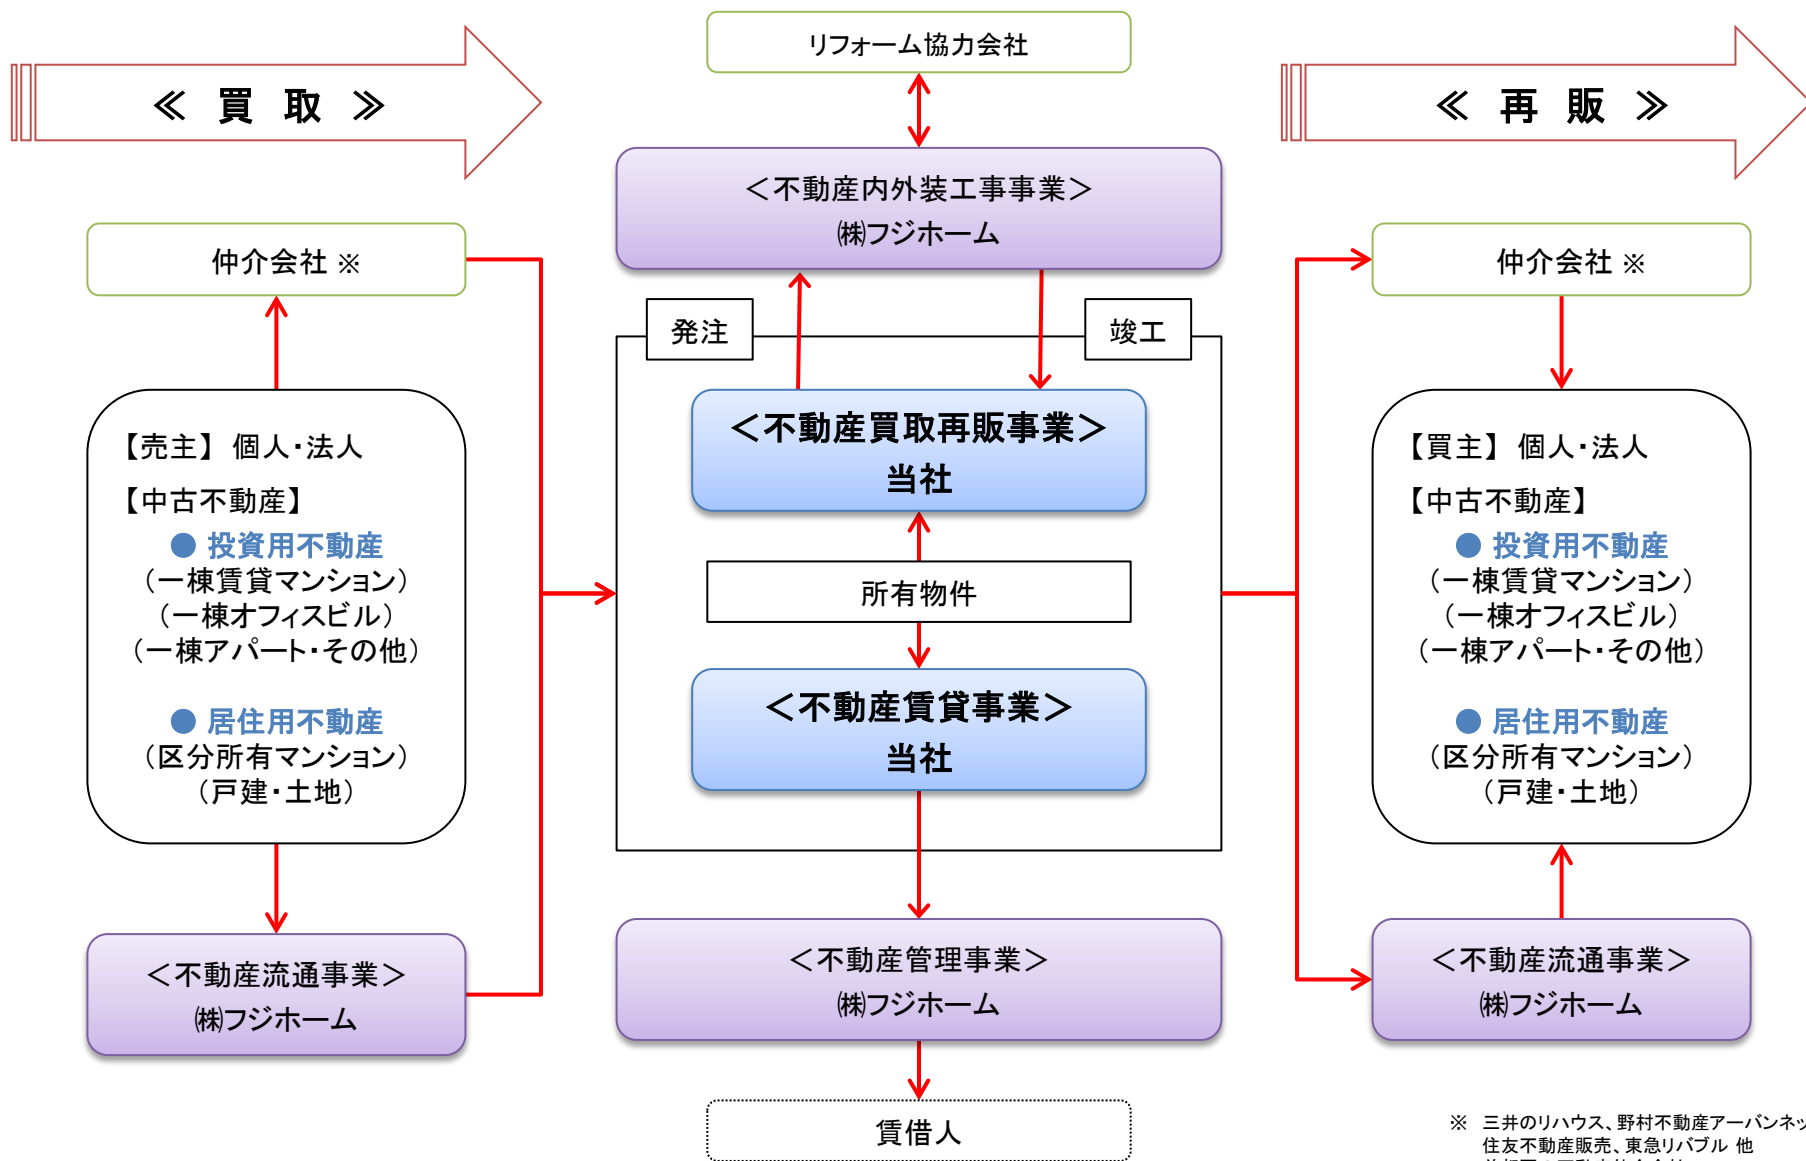 ≪ 買 取 ≫
リフォーム協力会社
≪ 再 販 ≫
＜不動産内外装工事事業＞
㈱フジホーム
仲介会社 ※
発注
竣工
【売主】 個人・法人
【中古不動産】
● 投資用不動産
（一棟賃貸マンション）
（一棟オフィスビル）
（一棟アパート・その他）
● 居住用不動産
（区分所有マンション）
（戸建・土地）
＜不動産流通事業＞
㈱フジホーム
＜不動産買取再販事業＞
当社
所有物件
＜不動産賃貸事業＞
当社
＜不動産管理事業＞
㈱フジホーム
賃借人
仲介会社 ※
【買主】 個人・法人
【中古不動産】
● 投資用不動産
（一棟賃貸マンション）
（一棟オフィスビル）
（一棟アパート・その他）
● 居住用不動産
（区分所有マンション）
（戸建・土地）
＜不動産流通事業＞
㈱フジホーム
※ 三井のリハウス、野村不動産アーバンネッ
住友不動産販売、東急リバブル 他